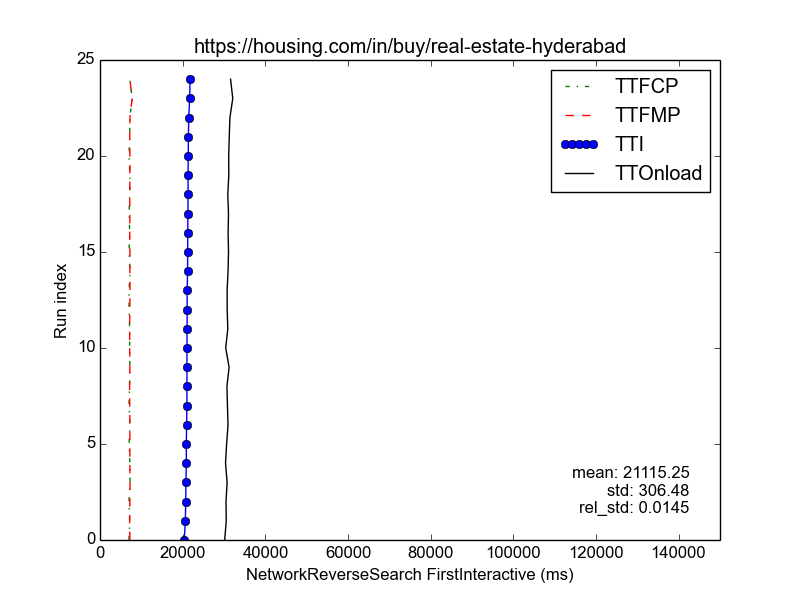 https://housing.com/in/buy/real-estate-hyderabad
25
20
15
10
5
0
Run index
TTFCP
TTFMP
TTI
TTOnload
mean: 21115.25
std: 306.48
rel_std: 0.0145
0 20000 40000 60000 80000 100000 120000 140000
NetworkReverseSearch FirstInteractive (ms)